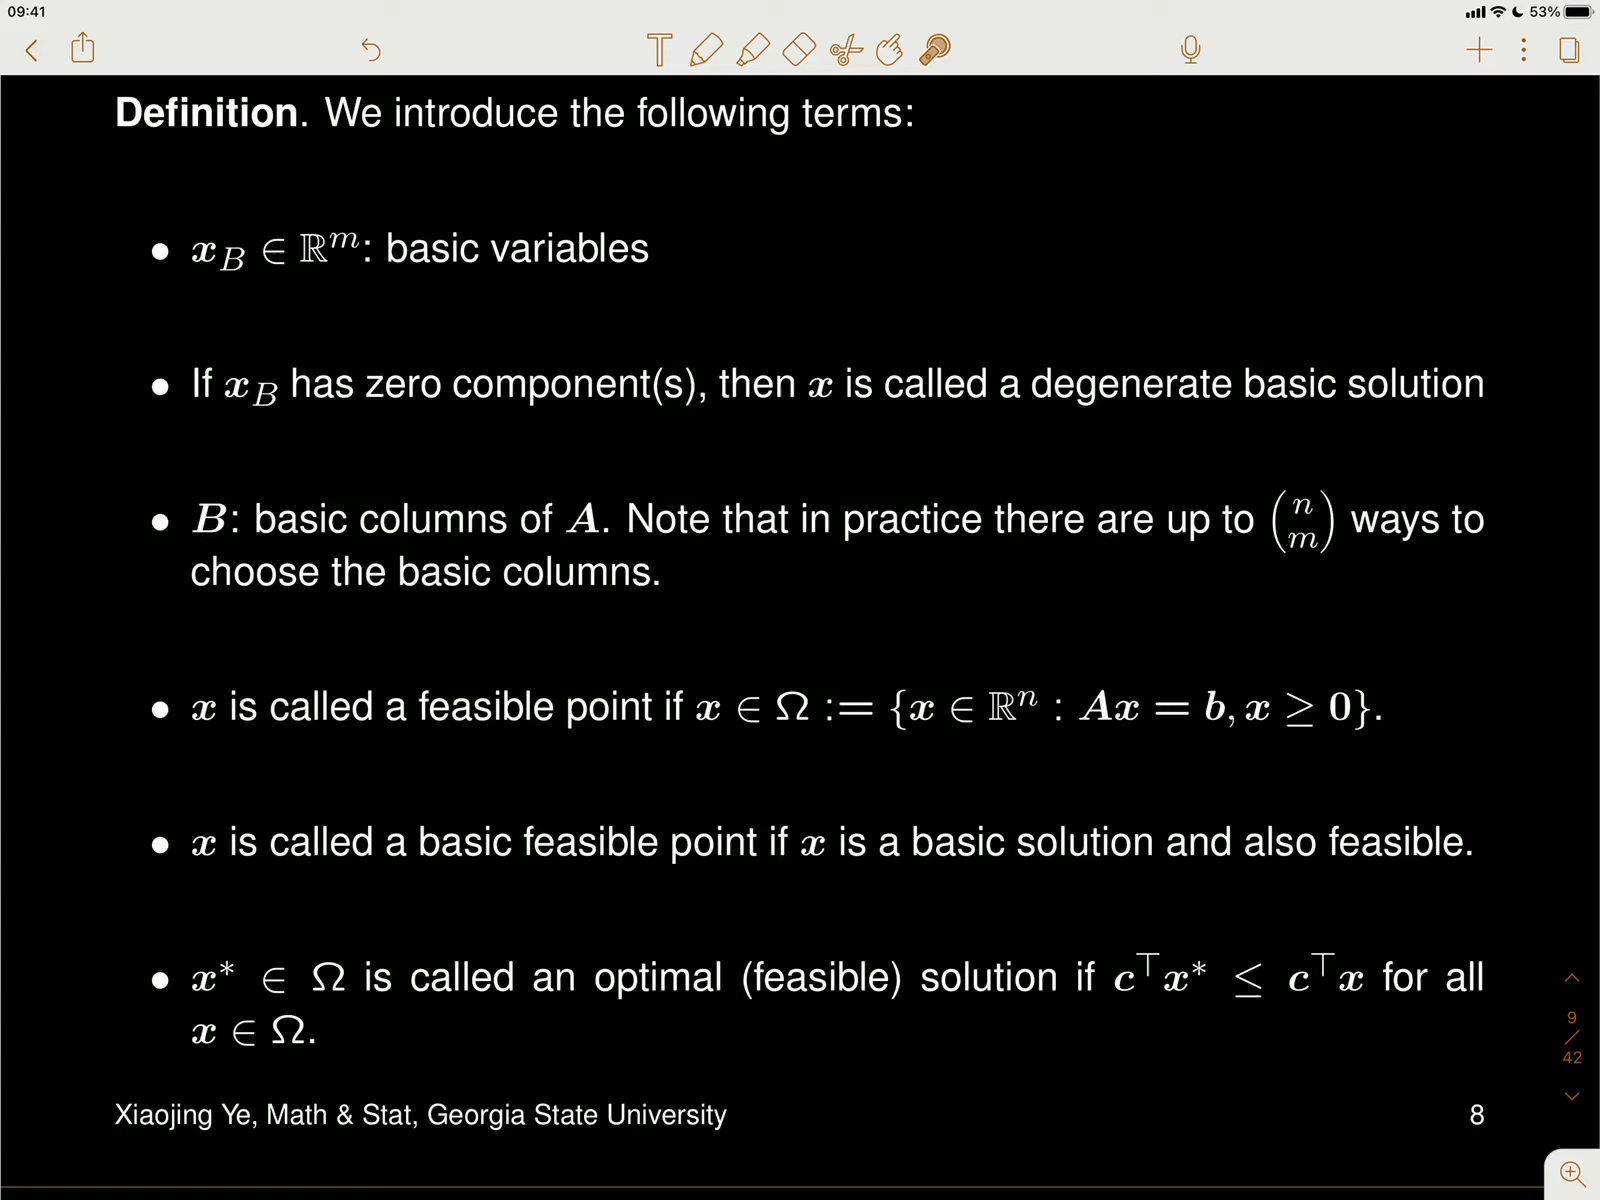 09:41
53%
Definition. We introduce the following terms:
• x_B ∈ ℝ^m: basic variables
• If x_B has zero component(s), then x is called a degenerate basic solution
• B: basic columns of A. Note that in practice there are up to (n m) ways to
choose the basic columns.
• x is called a feasible point if x ∈ Ω := {x ∈ ℝ^n : Ax = b, x ≥ 0}.
• x is called a basic feasible point if x is a basic solution and also feasible.
• x* ∈ Ω is called an optimal (feasible) solution if c^⊤x* ≤ c^⊤x for all
x ∈ Ω.
9
/
42
Xiaojing Ye, Math & Stat, Georgia State University
8